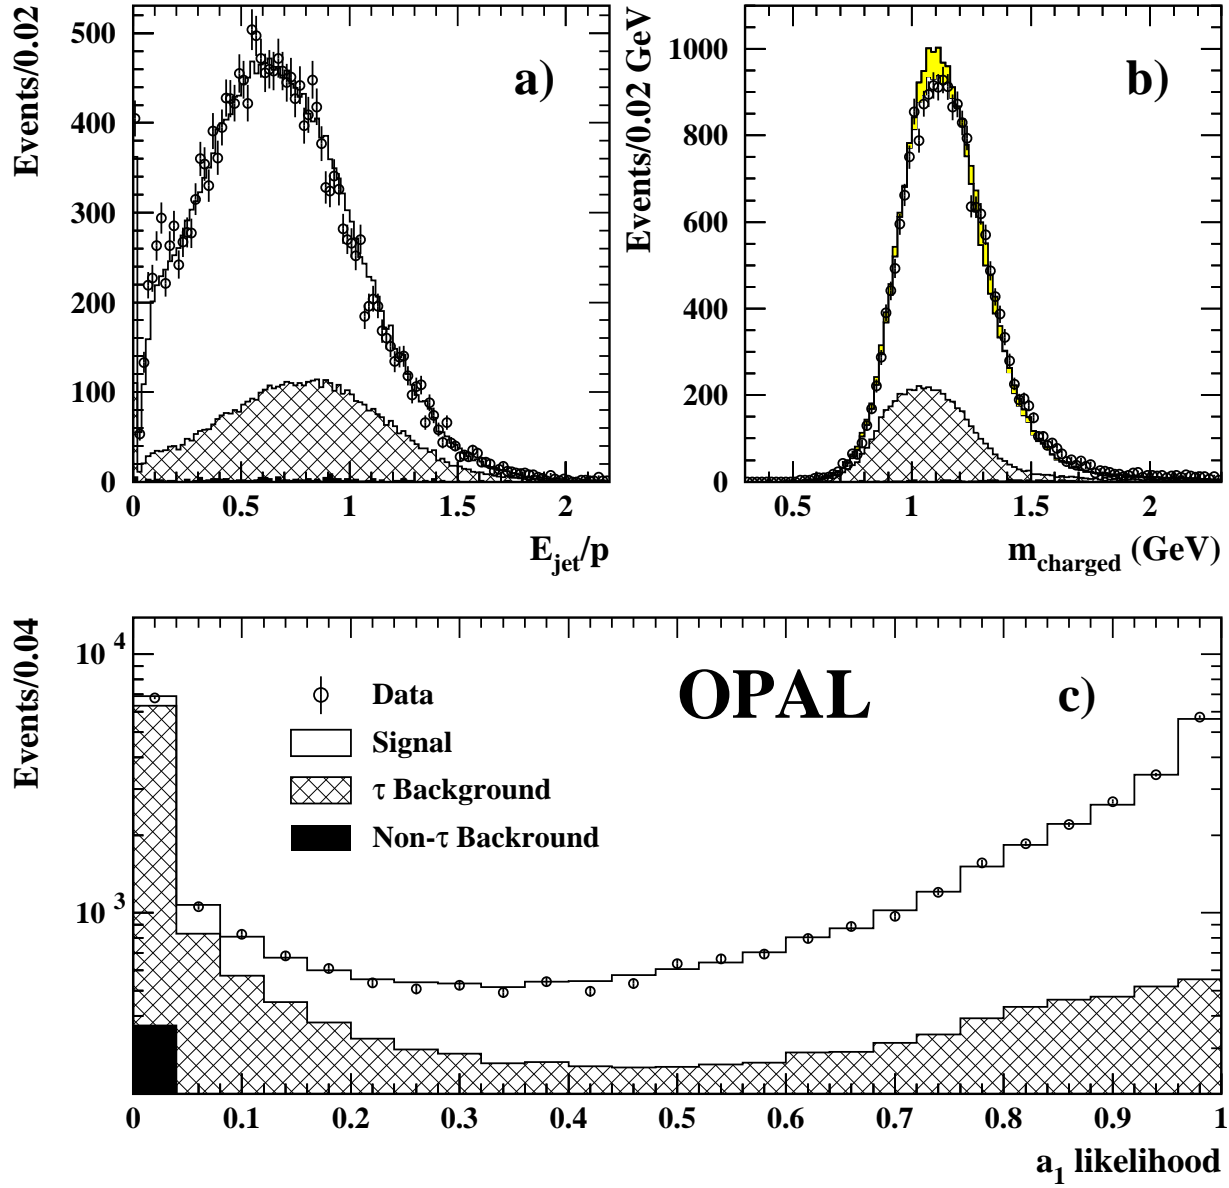 a)
Events/0.02
500
400
300
200
100
0
0 0.5 1 1.5 2
E_jet/p
b)
Events/0.02 GeV
1000
800
600
400
200
0
0.5 1 1.5 2
m_charged (GeV)
Events/0.04
10^4
10^3
OPAL
c)
Data
Signal
τ Background
Non-τ Backround
0 0.1 0.2 0.3 0.4 0.5 0.6 0.7 0.8 0.9 1
a_1 likelihood